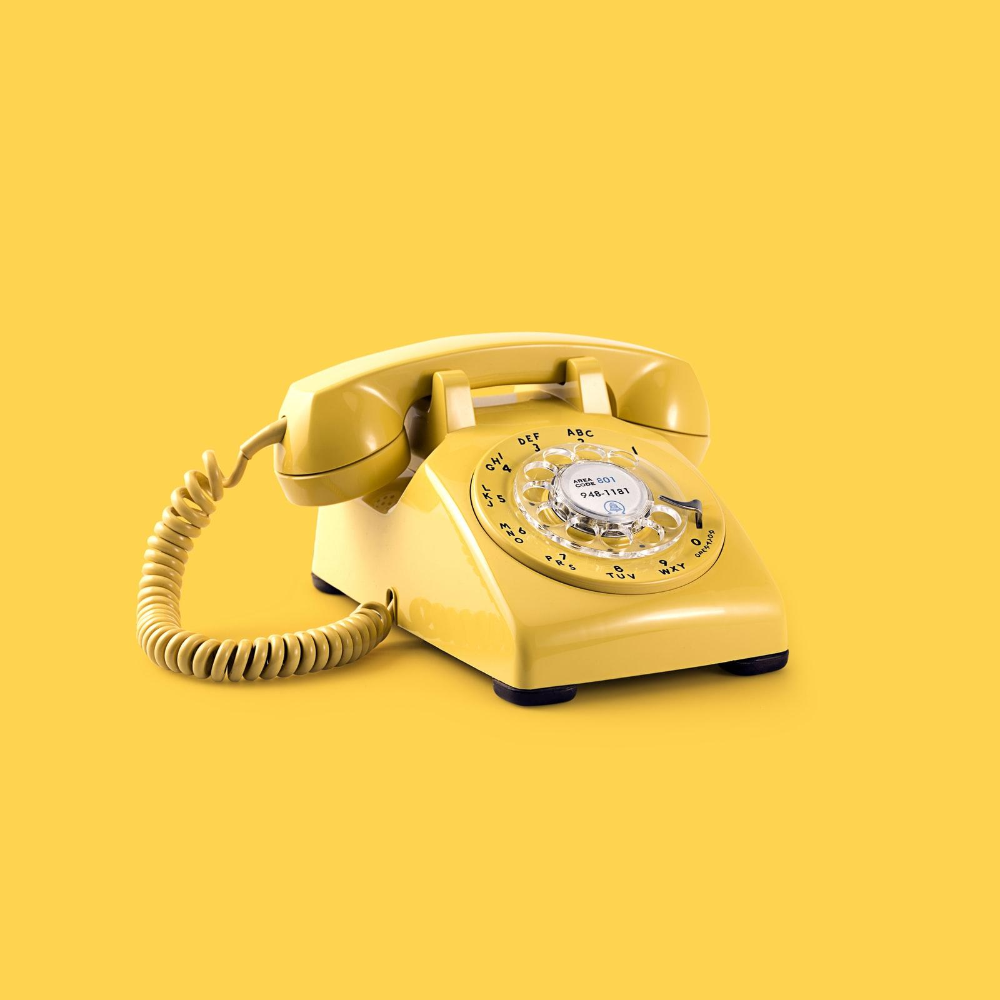 ABC
2
DEF
3
GHI
4
JKL
5
MNO
6
PRS
7
TUV
8
WXY
9
OPERATOR
0
1
AREA
CODE 801
948-1181